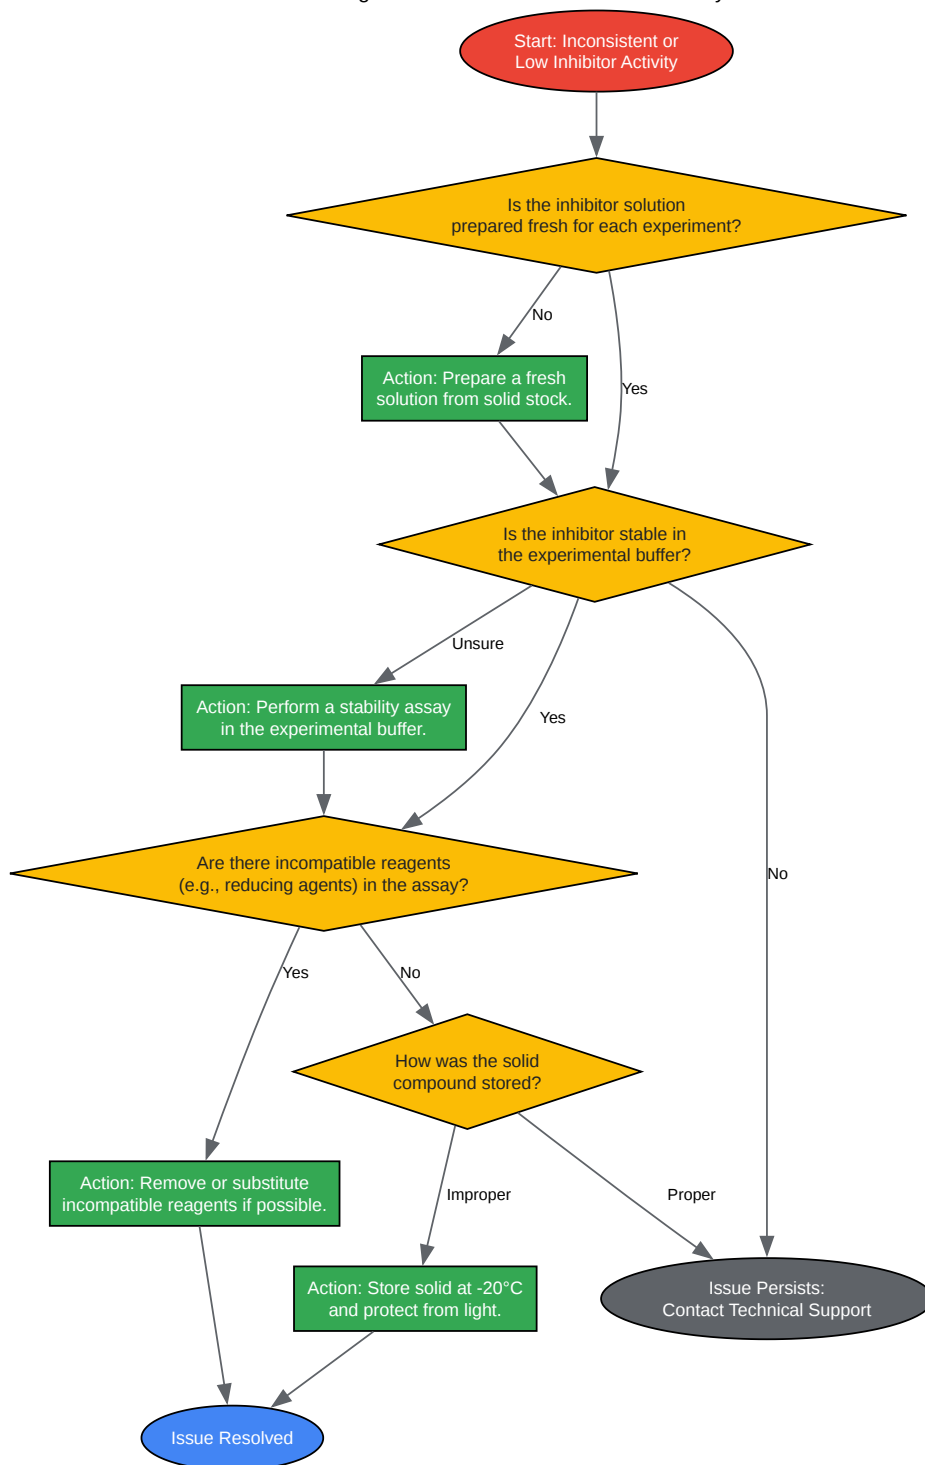 Start: Inconsistent or
Low Inhibitor Activity
Is the inhibitor solution
prepared fresh for each experiment?
No
Action: Prepare a fresh
solution from solid stock.
Yes
Is the inhibitor stable in
the experimental buffer?
Unsure
Action: Perform a stability assay
in the experimental buffer.
Yes
Are there incompatible reagents
(e.g., reducing agents) in the assay?
No
Yes
No
How was the solid
compound stored?
Action: Remove or substitute
incompatible reagents if possible.
Improper
Proper
Action: Store solid at -20°C
and protect from light.
Issue Persists:
Contact Technical Support
Issue Resolved